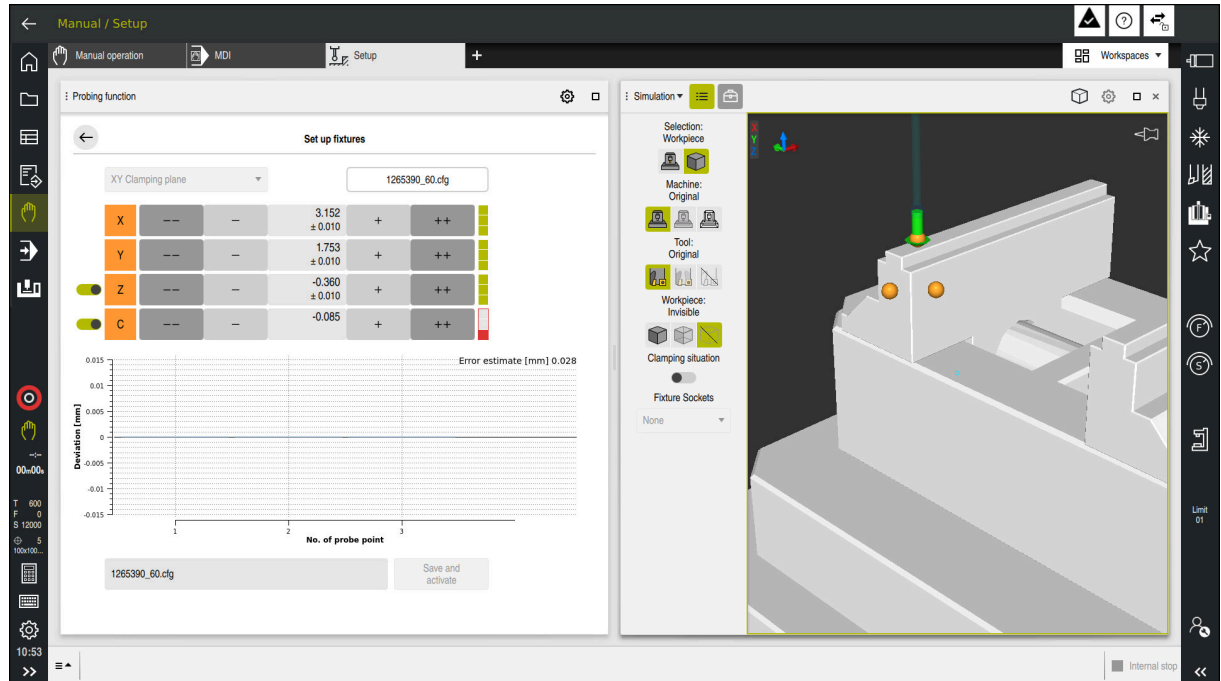 Manual / Setup
Manual operation
MDI
Setup
+
Workspaces
Probing function
Set up fixtures
XY Clamping plane
1265390_60.cfg
X
−−
−
3.152
± 0.010
+
++
Y
−−
−
1.753
± 0.010
+
++
Z
−−
−
-0.360
± 0.010
+
++
C
−−
−
-0.085
+
++
Error estimate [mm] 0.028
0.015
0.01
0.005
0
-0.005
-0.01
-0.015
Deviation [mm]
1
2
3
No. of probe point
1265390_60.cfg
Save and
activate
Simulation
Selection:
Workpiece
Machine:
Original
Tool:
Original
Workpiece:
Invisible
Clamping situation
Fixture Sockets
None
X
Y
Z
--:--
00m00s
T 600
F 0
S 12000
5
100x100...
10:53
F
S
Limit
01
Internal stop